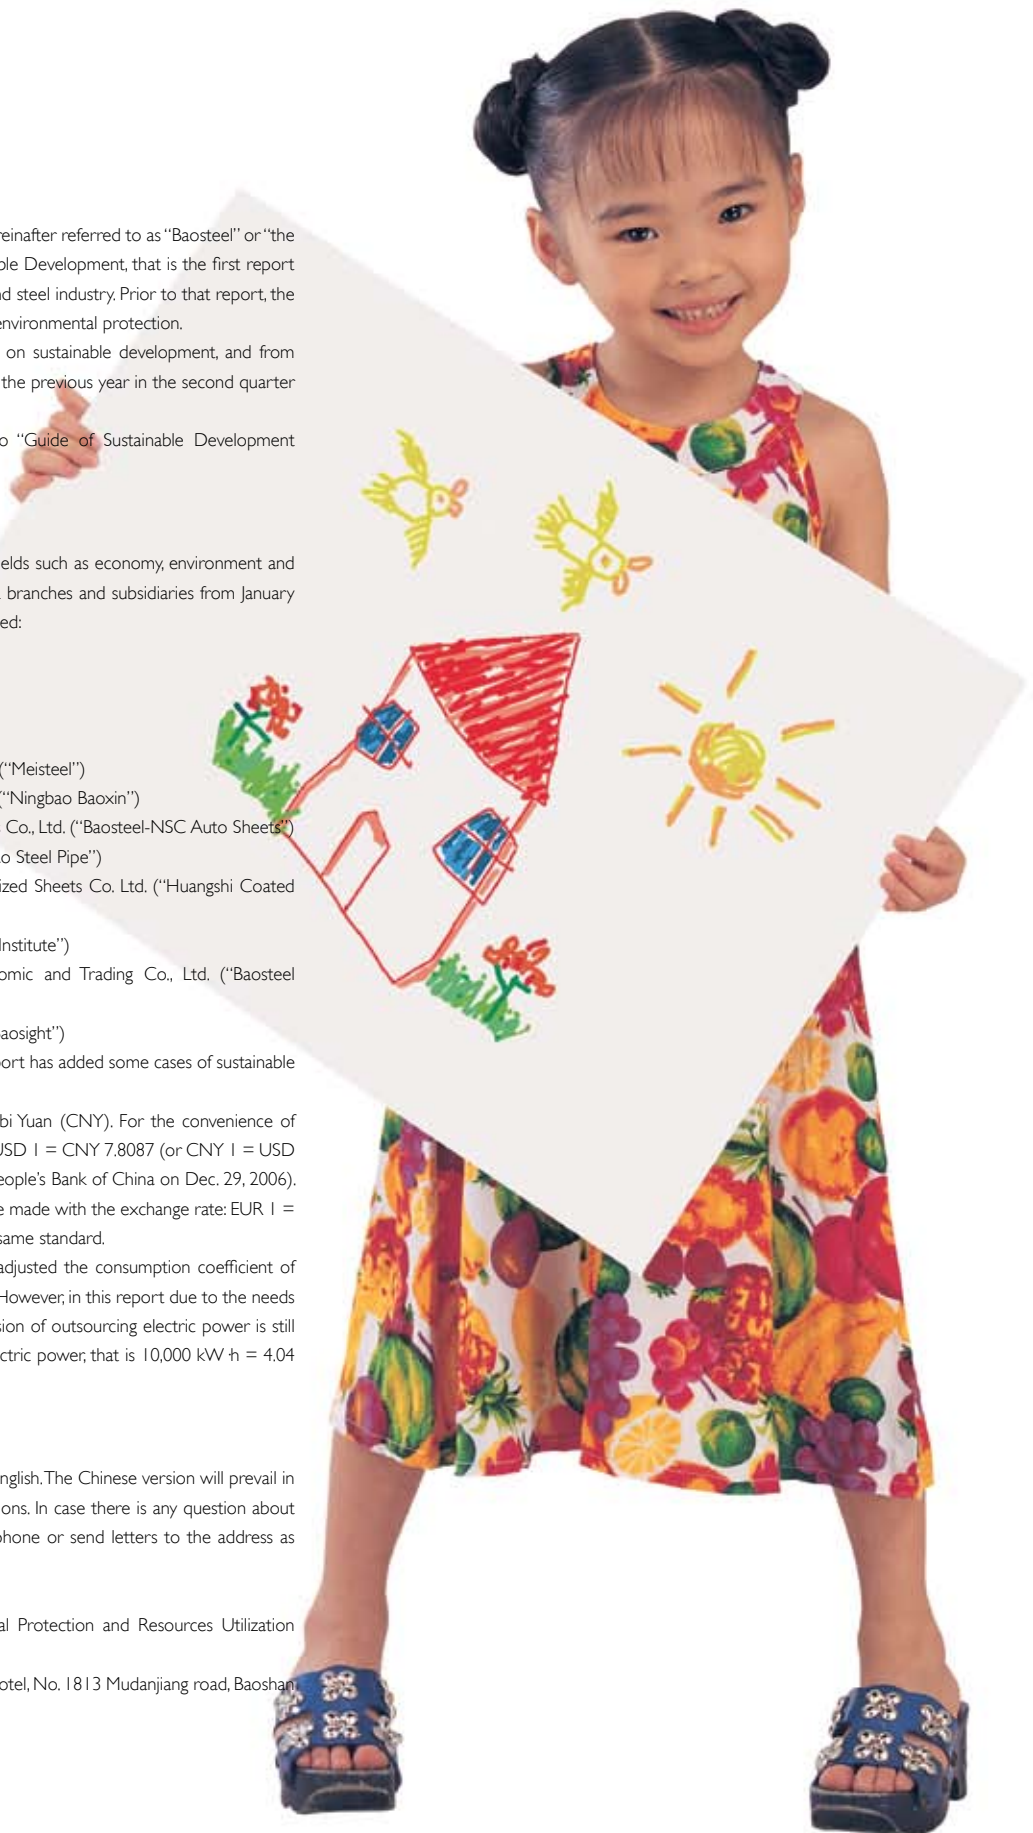 reinafter referred to as “Baosteel” or “the
ble Development, that is the first report
nd steel industry. Prior to that report, the
environmental protection.
on sustainable development, and from
the previous year in the second quarter
o “Guide of Sustainable Development
elds such as economy, environment and
branches and subsidiaries from January
ed:
(“Meisteel”)
(“Ningbao Baoxin”)
Co., Ltd. (“Baosteel-NSC Auto Sheets”)
o Steel Pipe”)
ized Sheets Co. Ltd. (“Huangshi Coated
Institute”)
omic and Trading Co., Ltd. (“Baosteel
aosight”)
port has added some cases of sustainable
bi Yuan (CNY). For the convenience of
USD 1 = CNY 7.8087 (or CNY 1 = USD
eople’s Bank of China on Dec. 29, 2006).
e made with the exchange rate: EUR 1 =
same standard.
adjusted the consumption coefficient of
However, in this report due to the needs
sion of outsourcing electric power is still
ctric power, that is 10,000 kW·h = 4.04
nglish. The Chinese version will prevail in
ons. In case there is any question about
phone or send letters to the address as
al Protection and Resources Utilization
otel, No. 1813 Mudanjiang road, Baoshan